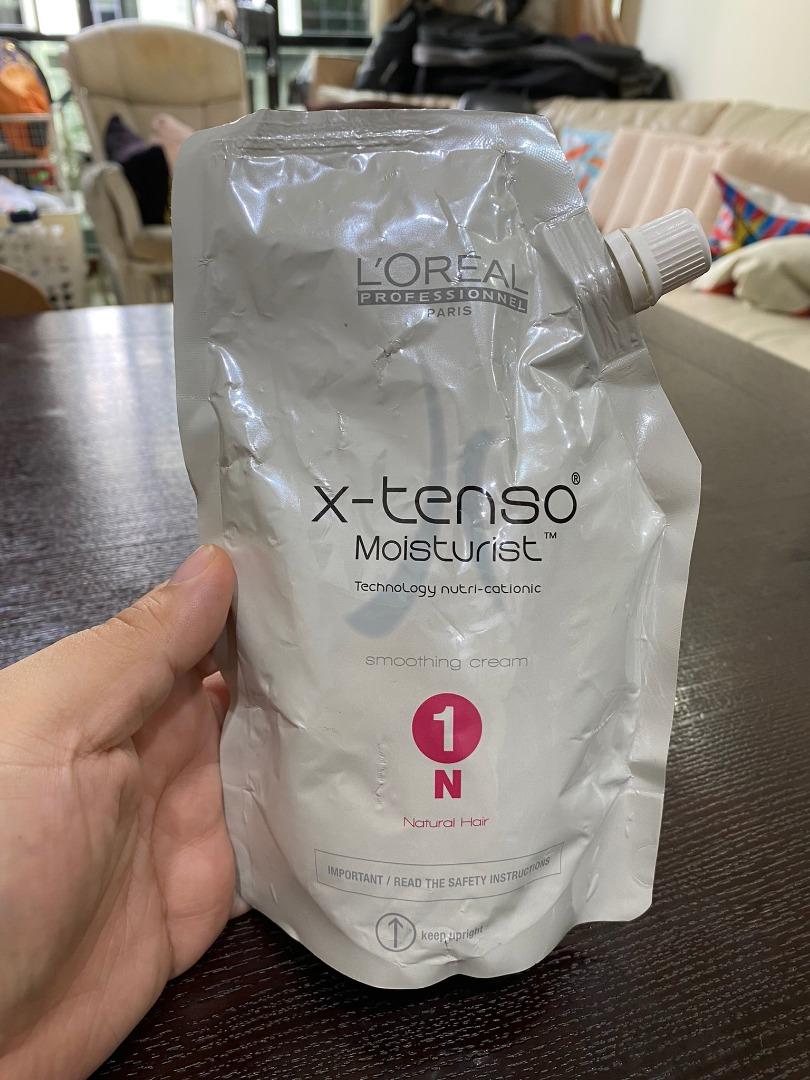 L'ORÉAL
PROFESSIONNEL
PARIS
x-tenso®
Moisturist™
Technology nutri-cationic
smoothing cream
1
N
Natural Hair
IMPORTANT / READ THE SAFETY INSTRUCTIONS
keep upright